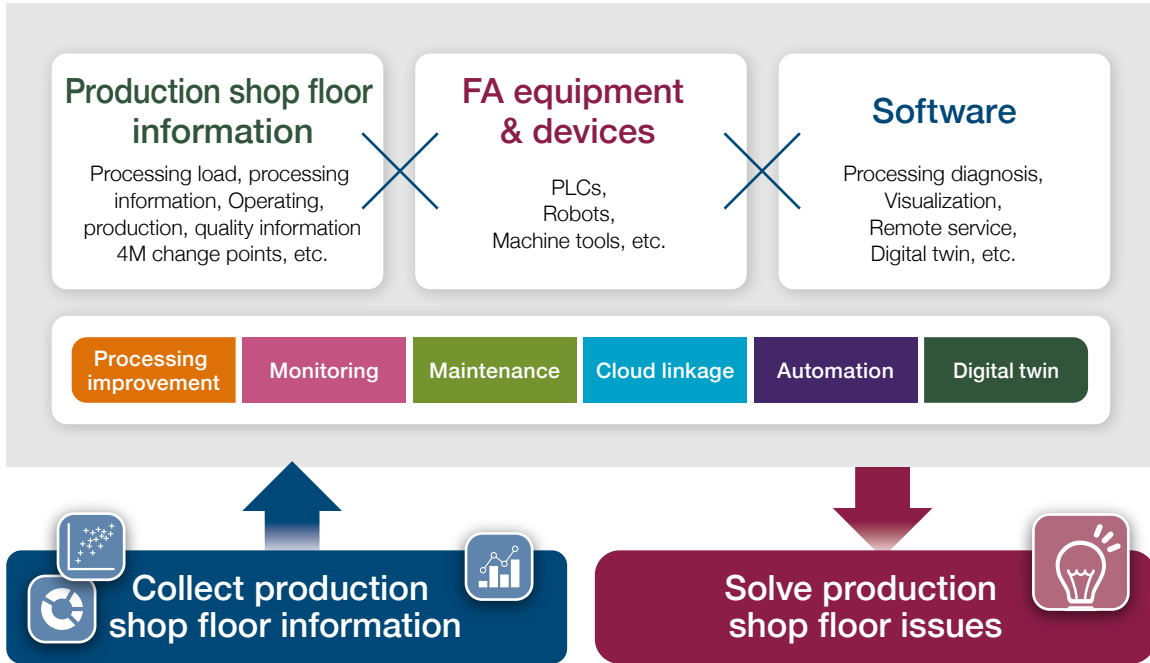 Production shop floor
information
Processing load, processing
information, Operating,
production, quality information
4M change points, etc.
FA equipment
& devices
PLCs,
Robots,
Machine tools, etc.
Software
Processing diagnosis,
Visualization,
Remote service,
Digital twin, etc.
Processing
improvement
Monitoring
Maintenance
Cloud linkage
Automation
Digital twin
Collect production
shop floor information
Solve production
shop floor issues